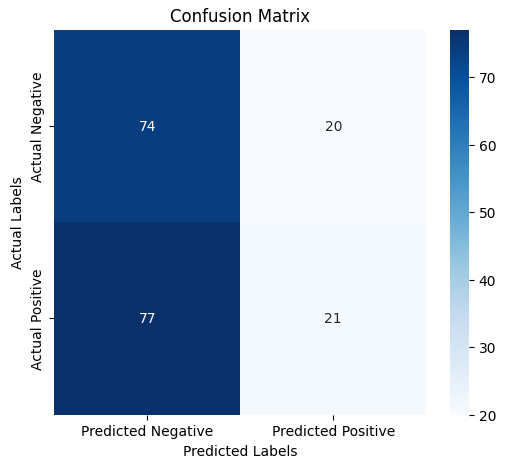 Confusion Matrix
Actual Labels
Actual Negative
74
20
Actual Positive
77
21
Predicted Negative
Predicted Positive
Predicted Labels
70
60
50
40
30
20